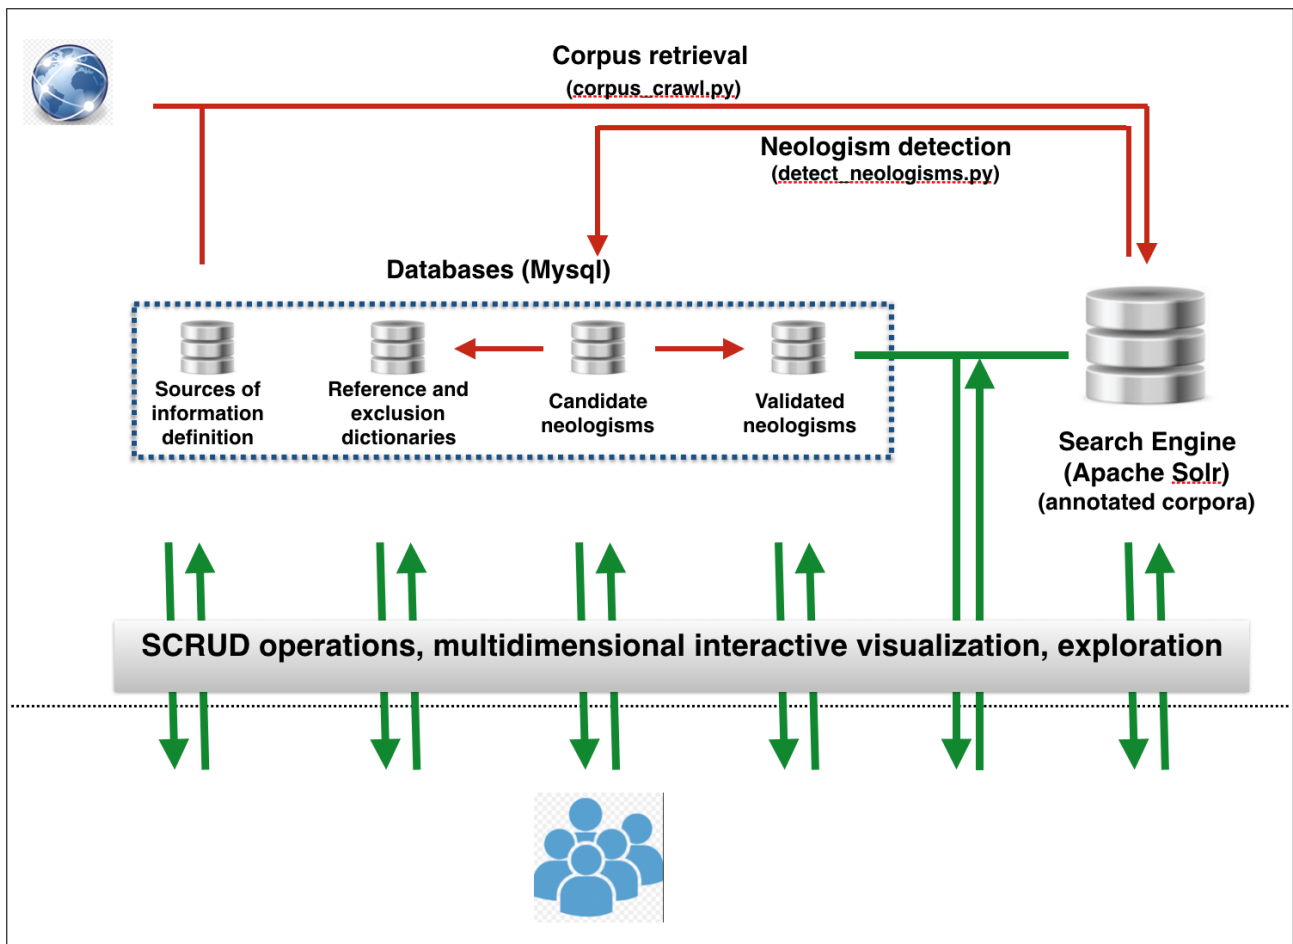 Corpus retrieval
(corpus_crawl.py)
Neologism detection
(detect_neologisms.py)
Databases (Mysql)
Sources of
information
definition
Reference and
exclusion
dictionaries
Candidate
neologisms
Validated
neologisms
Search Engine
(Apache Solr)
(annotated corpora)
SCRUD operations, multidimensional interactive visualization, exploration